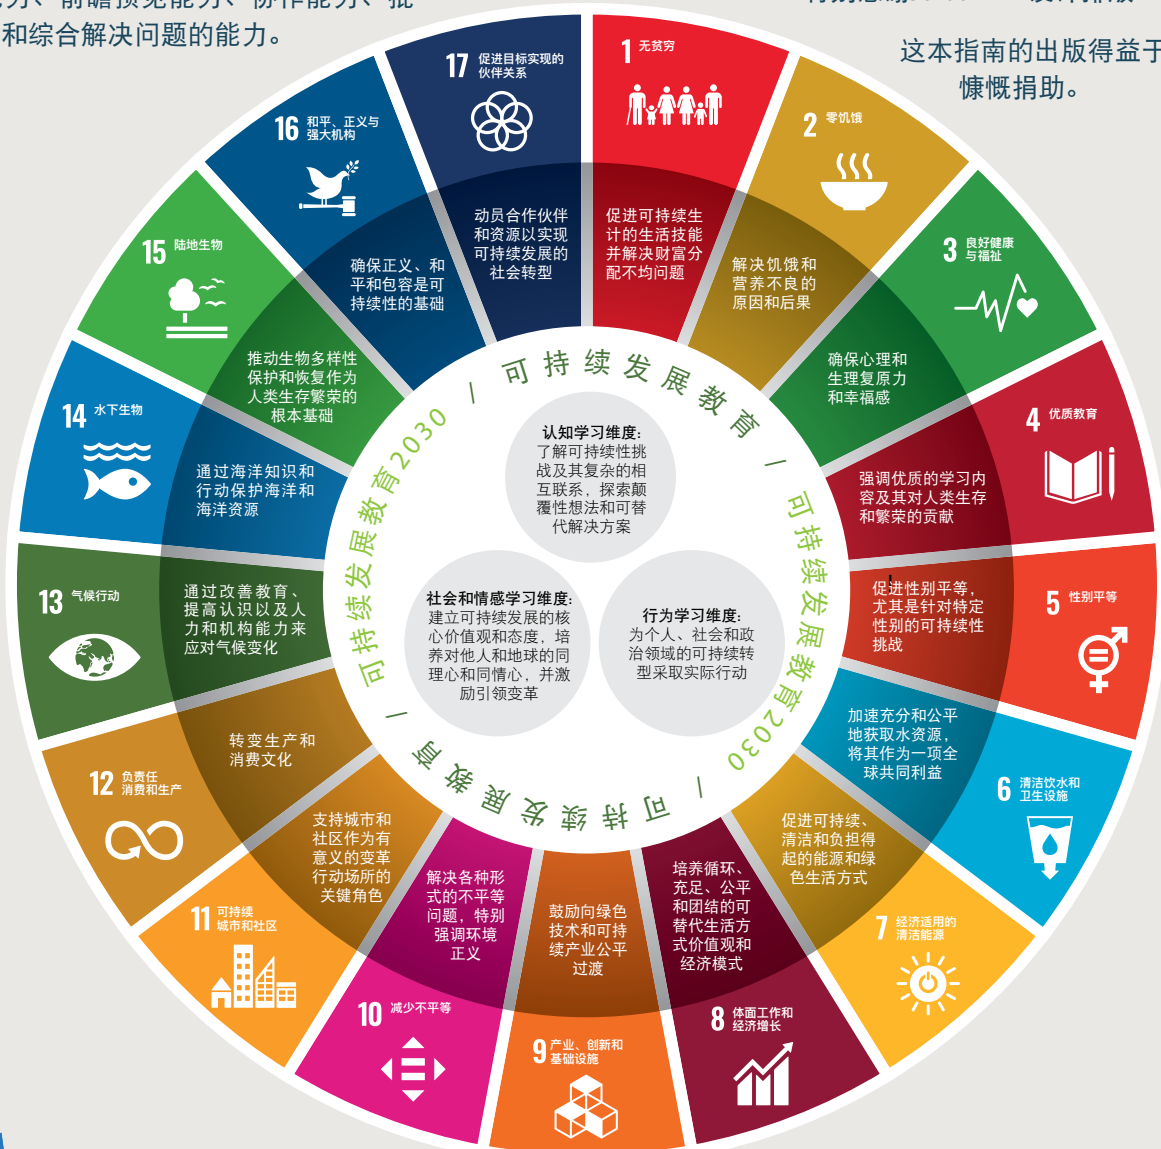 和综合解决问题的能力。
这本指南的出版得益于
慷慨捐助。
1 无贫穷
促进可持续生
计的生活技能
并解决财富分
配不均问题
2 零饥饿
解决饥饿和
营养不良的
原因和后果
3 良好健康
与福祉
确保心理和
生理复原力
和幸福感
4 优质教育
强调优质的学习内
容及其对人类生存
和繁荣的贡献
5 性别平等
促进性别平等，
尤其是针对特定
性别的可持续性
挑战
6 清洁饮水和
卫生设施
加速充分和公平
地获取水资源，
将其作为一项全
球共同利益
7 经济适用的
清洁能源
促进可持续、
清洁和负担得
起的能源和绿
色生活方式
8 体面工作和
经济增长
培养循环、
充足、公平
和团结的可
替代生活方
式价值观和
经济模式
9 产业、创新和
基础设施
鼓励向绿色
技术和可持
续产业公平
过渡
10 减少不平等
解决各种形
式的不平等
问题，特别
强调环境
正义
11 可持续
城市和社区
支持城市和
社区作为有
意义的变革
行动场所的
关键角色
12 负责任
消费和生产
转变生产和
消费文化
13 气候行动
通过改善教育、
提高认识以及人
力和机构能力来
应对气候变化
14 水下生物
通过海洋知识和
行动保护海洋和
海洋资源
15 陆地生物
推动生物多样性
保护和恢复作为
人类生存繁荣的
根本基础
16 和平、正义与
强大机构
确保正义、和
平和包容是可
持续性的基础
17 促进目标实现的
伙伴关系
动员合作伙伴
和资源以实现
可持续发展的
社会转型
可持续发展教育 / 可持续发展教育2030 / 可持续发展教育 / 可持续发展教育2030 /
认知学习维度:
了解可持续性挑
战及其复杂的相
互联系，探索颠
覆性想法和可替
代解决方案
社会和情感学习维度:
建立可持续发展的核
心价值观和态度，培
养对他人和地球的同
理心和同情心，并激
励引领变革
行为学习维度:
为个人、社会和政
治领域的可持续转
型采取实际行动